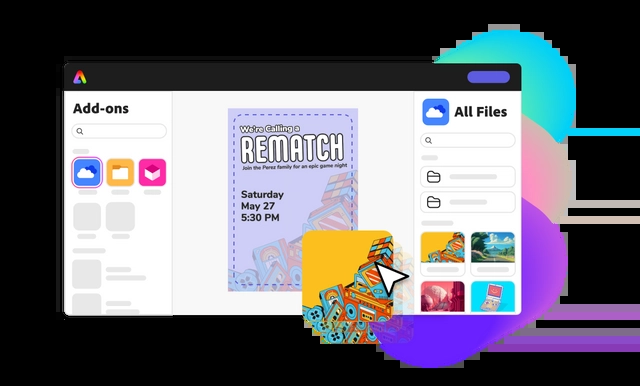 Add-ons
We're Calling a
REMATCH
Join the Perez family for an epic game night
Saturday
May 27
5:30 PM
All Files